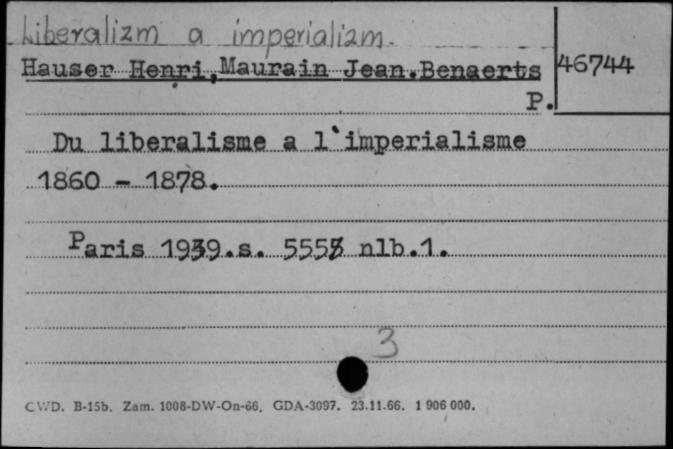 Liberalizm a imperializm.
Hauser Henri, Maurain Jean. Benaerts
46744
P.
Du liberalisme a l'imperialisme
1860 - 1878.
Paris 1939.s. nlb.1.
3
CWD. B-15b. Zam. 1008-DW-On-66. GDA-3097. 23.11.66. 1 906 000.